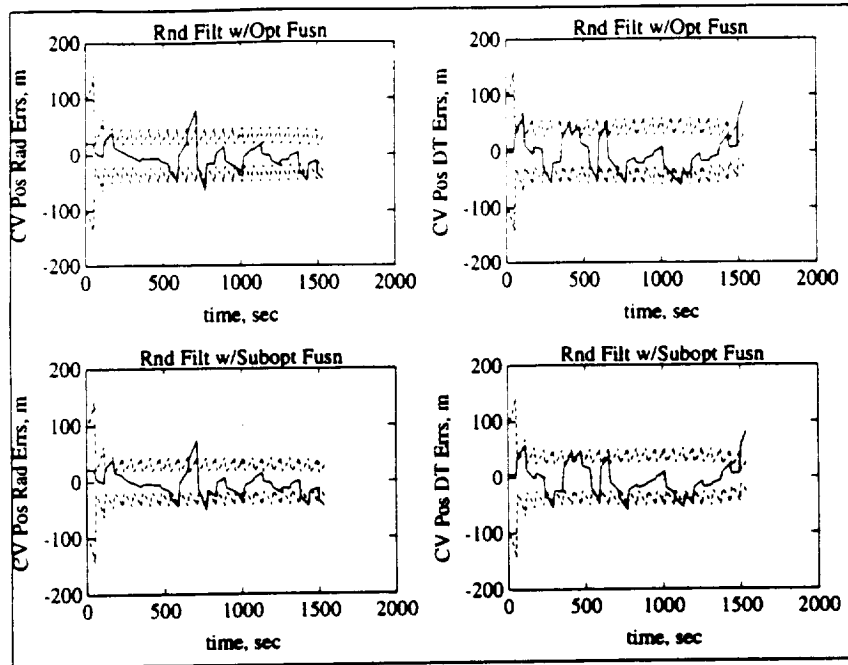 Rnd Filt w/Opt Fusn
200
100
0
-100
-200
CV Pos Rad Errs, m
0 500 1000 1500 2000
time, sec
Rnd Filt w/Opt Fusn
200
100
0
-100
-200
CV Pos DT Errs, m
0 500 1000 1500 2000
time, sec
Rnd Filt w/Subopt Fusn
200
100
0
-100
-200
CV Pos Rad Errs, m
0 500 1000 1500 2000
time, sec
Rnd Filt w/Subopt Fusn
200
100
0
-100
-200
CV Pos DT Errs, m
0 500 1000 1500 2000
time, sec